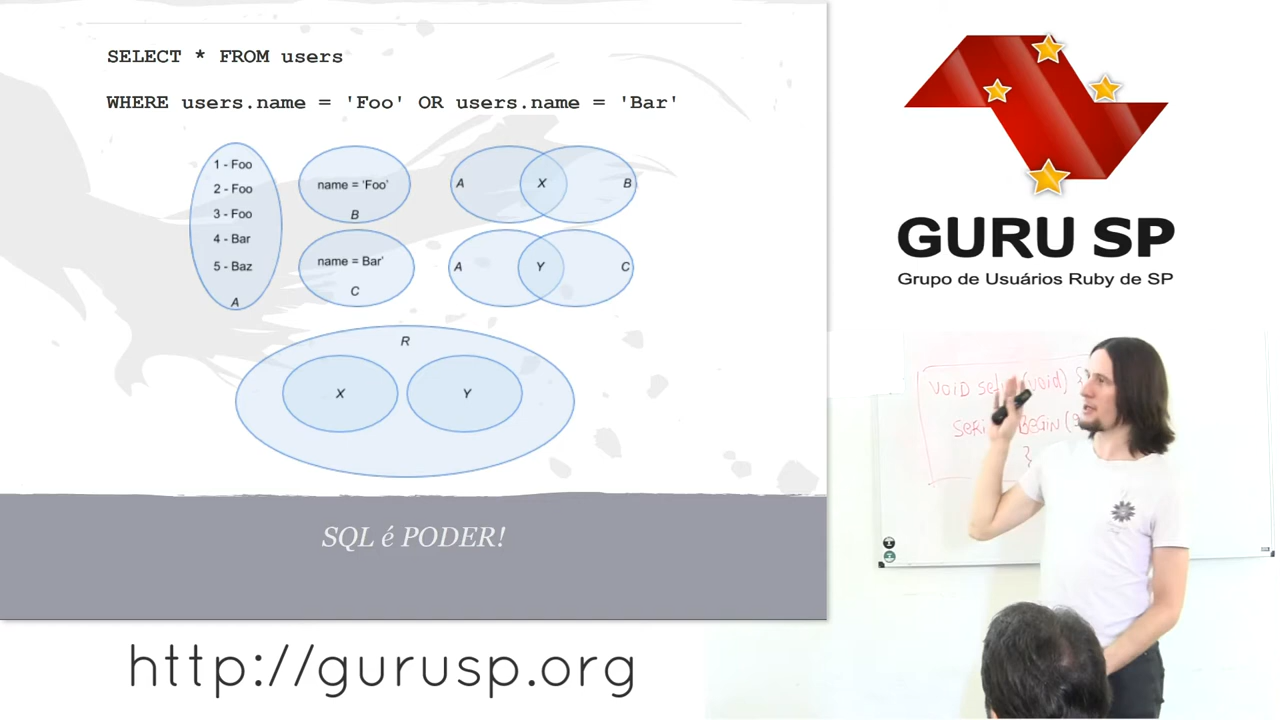 SELECT * FROM users
WHERE users.name = 'Foo' OR users.name = 'Bar'
1 - Foo
2 - Foo
3 - Foo
4 - Bar
5 - Baz
A
name = 'Foo'
B
name = Bar'
C
A X B
A Y C
R
X Y
SQL é PODER!
http://gurusp.org
GURU SP
Grupo de Usuários Ruby de SP
(void) {
BEGIN (
}